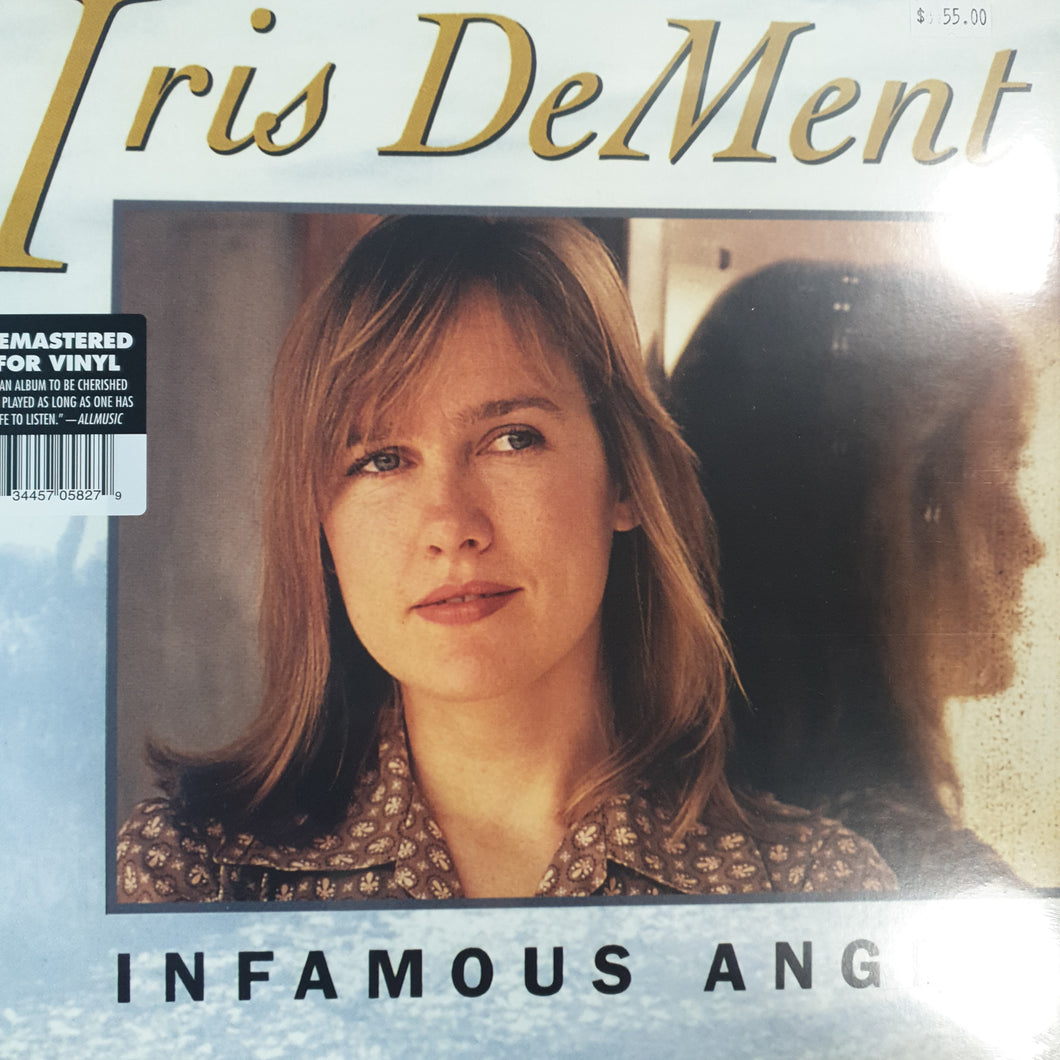 $ 55.00
Iris DeMent
EMASTERED
FOR VINYL
AN ALBUM TO BE CHERISHED
PLAYED AS LONG AS ONE HAS
FE TO LISTEN." —ALLMUSIC
34457 05827 9
INFAMOUS ANG